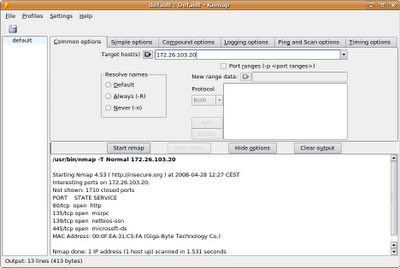 default : Default - Knmap
File Profiles Settings Help
default
Common options Simple options Compound options Logging options Ping and Scan options Timing options
Target host(s) 172.26.103.20
Port ranges (-p <port ranges>)
Resolve names
New range data:
Default
Always (-R)
Never (-n)
Protocol
Both
Add
Delete
Start nmap Stop nmap Hide options Clear output
/usr/bin/nmap -T Normal 172.26.103.20
Starting Nmap 4.53 ( http://insecure.org ) at 2008-04-28 12:27 CEST
Interesting ports on 172.26.103.20:
Not shown: 1710 closed ports
PORT STATE SERVICE
80/tcp open http
135/tcp open msrpc
139/tcp open netbios-ssn
445/tcp open microsoft-ds
MAC Address: 00:0F:EA:31:C5:FA (Giga-Byte Technology Co.)
Nmap done: 1 IP address (1 host up) scanned in 1.531 seconds
Output: 13 lines (413 bytes)